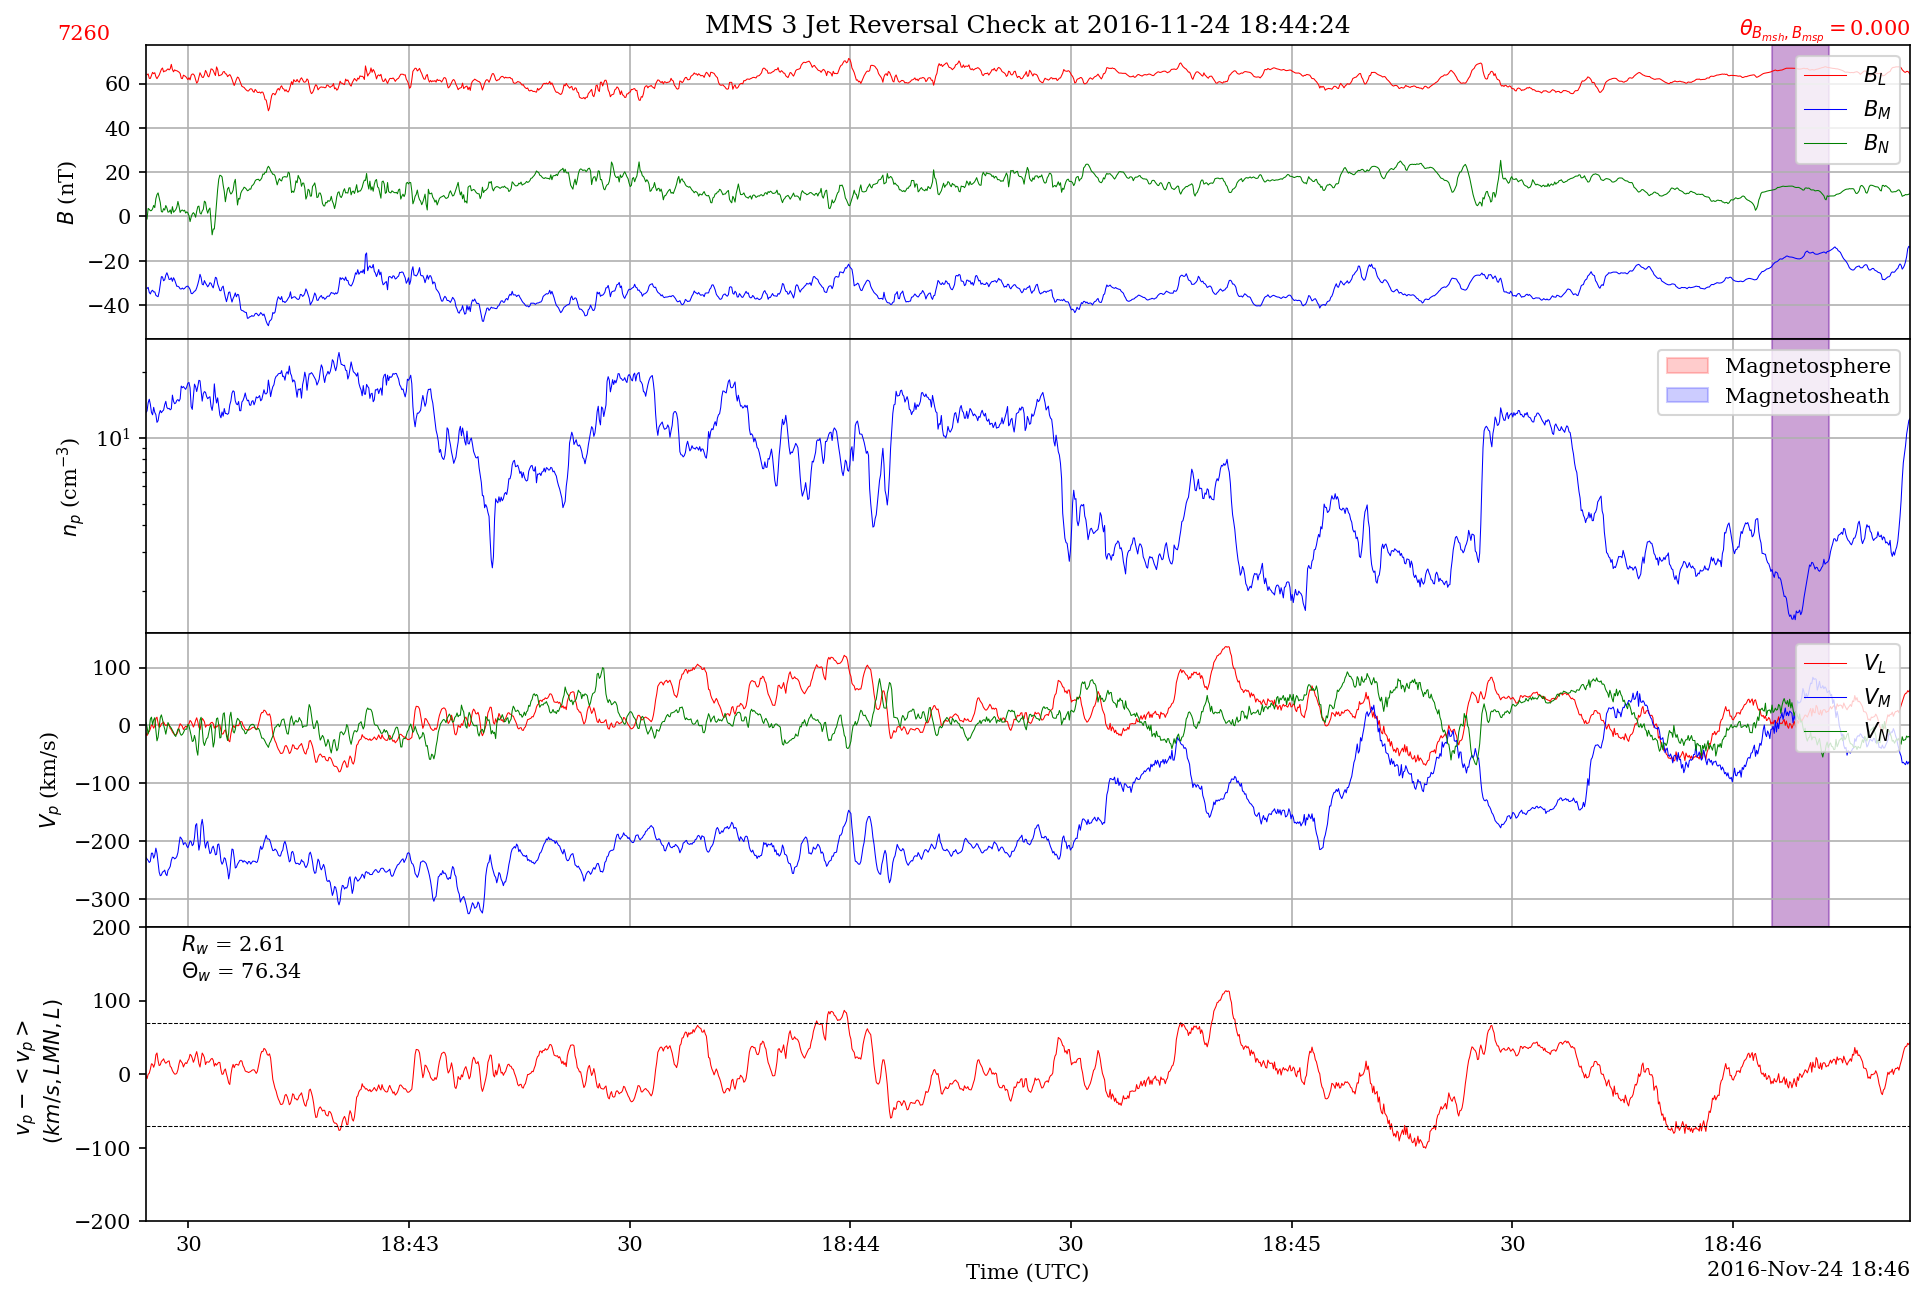 7260
MMS 3 Jet Reversal Check at 2016-11-24 18:44:24
θ_{B_{msh}, B_{msp}} = 0.000
B (nT)
60
40
20
0
−20
−40
B_L
B_M
B_N
n_p (cm^{−3})
10^1
Magnetosphere
Magnetosheath
V_p (km/s)
100
0
−100
−200
−300
V_L
V_M
V_N
v_p − < v_p >
(km/s, LMN, L)
200
100
0
−100
−200
R_w = 2.61
Θ_w = 76.34
30 18:43 30 18:44 30 18:45 30 18:46
Time (UTC)
2016-Nov-24 18:46